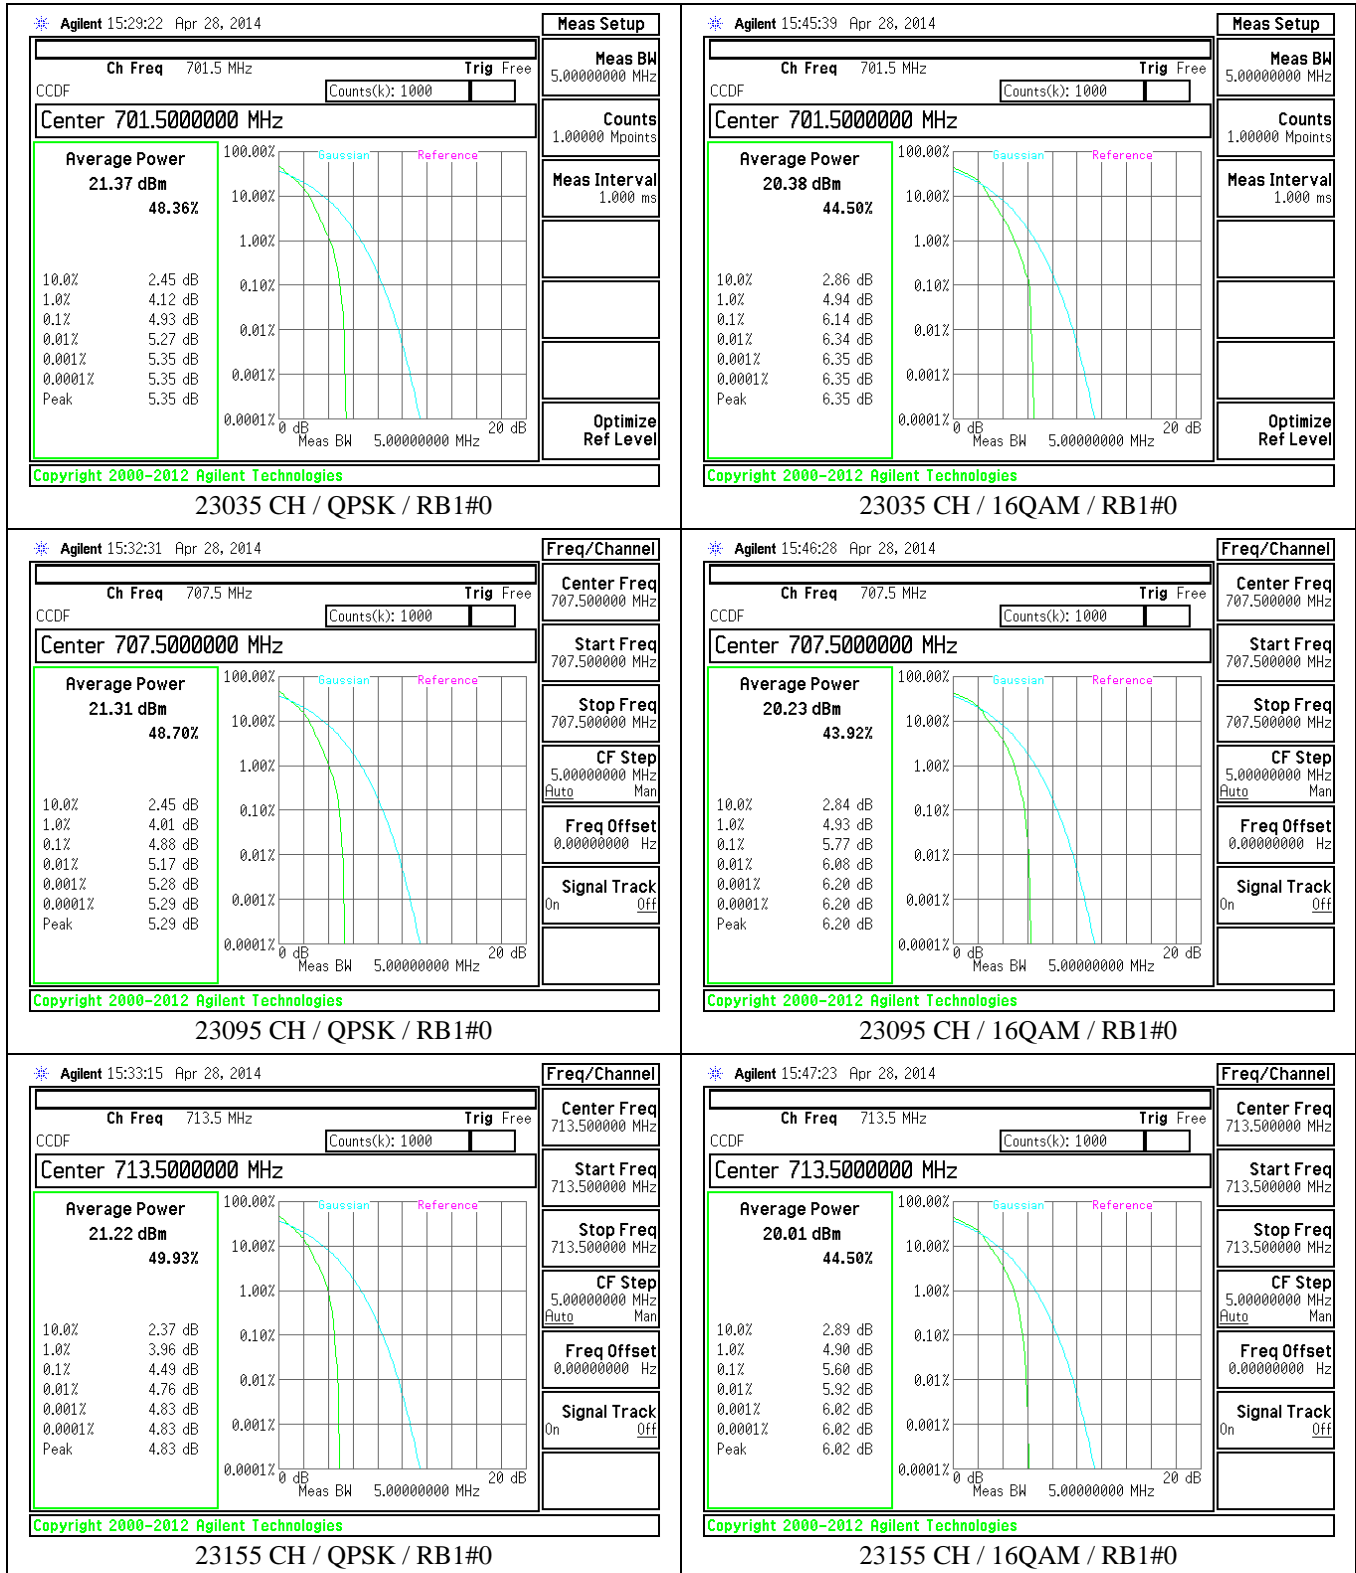 Agilent 15:29:22 Apr 28, 2014
Meas Setup
Ch Freq 701.5 MHz Trig Free
CCDF Counts(k): 1000
Center 701.5000000 MHz
Average Power
21.37 dBm
48.36%
10.0% 2.45 dB
1.0% 4.12 dB
0.1% 4.93 dB
0.01% 5.27 dB
0.001% 5.35 dB
0.0001% 5.35 dB
Peak 5.35 dB
Gaussian Reference
100.00%
10.00%
1.00%
0.10%
0.01%
0.001%
0.0001%
0 dB 20 dB
Meas BW 5.00000000 MHz
Meas BW
5.00000000 MHz
Counts
1.00000 Mpoints
Meas Interval
1.000 ms
Optimize
Ref Level
Copyright 2000-2012 Agilent Technologies
23035 CH / QPSK / RB1#0
Agilent 15:45:39 Apr 28, 2014
Meas Setup
Ch Freq 701.5 MHz Trig Free
CCDF Counts(k): 1000
Center 701.5000000 MHz
Average Power
20.38 dBm
44.50%
10.0% 2.86 dB
1.0% 4.94 dB
0.1% 6.14 dB
0.01% 6.34 dB
0.001% 6.35 dB
0.0001% 6.35 dB
Peak 6.35 dB
Gaussian Reference
100.00%
10.00%
1.00%
0.10%
0.01%
0.001%
0.0001%
0 dB 20 dB
Meas BW 5.00000000 MHz
Meas BW
5.00000000 MHz
Counts
1.00000 Mpoints
Meas Interval
1.000 ms
Optimize
Ref Level
Copyright 2000-2012 Agilent Technologies
23035 CH / 16QAM / RB1#0
Agilent 15:32:31 Apr 28, 2014
Freq/Channel
Ch Freq 707.5 MHz Trig Free
CCDF Counts(k): 1000
Center 707.5000000 MHz
Average Power
21.31 dBm
48.70%
10.0% 2.45 dB
1.0% 4.01 dB
0.1% 4.88 dB
0.01% 5.17 dB
0.001% 5.28 dB
0.0001% 5.29 dB
Peak 5.29 dB
Gaussian Reference
100.00%
10.00%
1.00%
0.10%
0.01%
0.001%
0.0001%
0 dB 20 dB
Meas BW 5.00000000 MHz
Center Freq
707.500000 MHz
Start Freq
707.500000 MHz
Stop Freq
707.500000 MHz
CF Step
5.00000000 MHz
Auto Man
Freq Offset
0.00000000 Hz
Signal Track
On Off
Copyright 2000-2012 Agilent Technologies
23095 CH / QPSK / RB1#0
Agilent 15:46:28 Apr 28, 2014
Freq/Channel
Ch Freq 707.5 MHz Trig Free
CCDF Counts(k): 1000
Center 707.5000000 MHz
Average Power
20.23 dBm
43.92%
10.0% 2.84 dB
1.0% 4.93 dB
0.1% 5.77 dB
0.01% 6.08 dB
0.001% 6.20 dB
0.0001% 6.20 dB
Peak 6.20 dB
Gaussian Reference
100.00%
10.00%
1.00%
0.10%
0.01%
0.001%
0.0001%
0 dB 20 dB
Meas BW 5.00000000 MHz
Center Freq
707.500000 MHz
Start Freq
707.500000 MHz
Stop Freq
707.500000 MHz
CF Step
5.00000000 MHz
Auto Man
Freq Offset
0.00000000 Hz
Signal Track
On Off
Copyright 2000-2012 Agilent Technologies
23095 CH / 16QAM / RB1#0
Agilent 15:33:15 Apr 28, 2014
Freq/Channel
Ch Freq 713.5 MHz Trig Free
CCDF Counts(k): 1000
Center 713.5000000 MHz
Average Power
21.22 dBm
49.93%
10.0% 2.37 dB
1.0% 3.96 dB
0.1% 4.49 dB
0.01% 4.76 dB
0.001% 4.83 dB
0.0001% 4.83 dB
Peak 4.83 dB
Gaussian Reference
100.00%
10.00%
1.00%
0.10%
0.01%
0.001%
0.0001%
0 dB 20 dB
Meas BW 5.00000000 MHz
Center Freq
713.500000 MHz
Start Freq
713.500000 MHz
Stop Freq
713.500000 MHz
CF Step
5.00000000 MHz
Auto Man
Freq Offset
0.00000000 Hz
Signal Track
On Off
Copyright 2000-2012 Agilent Technologies
23155 CH / QPSK / RB1#0
Agilent 15:47:23 Apr 28, 2014
Freq/Channel
Ch Freq 713.5 MHz Trig Free
CCDF Counts(k): 1000
Center 713.5000000 MHz
Average Power
20.01 dBm
44.50%
10.0% 2.89 dB
1.0% 4.90 dB
0.1% 5.60 dB
0.01% 5.92 dB
0.001% 6.02 dB
0.0001% 6.02 dB
Peak 6.02 dB
Gaussian Reference
100.00%
10.00%
1.00%
0.10%
0.01%
0.001%
0.0001%
0 dB 20 dB
Meas BW 5.00000000 MHz
Center Freq
713.500000 MHz
Start Freq
713.500000 MHz
Stop Freq
713.500000 MHz
CF Step
5.00000000 MHz
Auto Man
Freq Offset
0.00000000 Hz
Signal Track
On Off
Copyright 2000-2012 Agilent Technologies
23155 CH / 16QAM / RB1#0